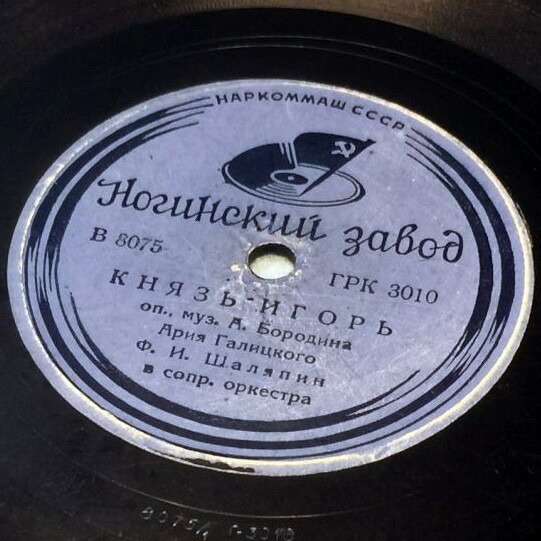 НАРКОММАШ СССР
Ногинский завод
В 8075
ГРК 3010
КНЯЗЬ-ИГОРЬ
оп., муз. А. Бородина
Ария Галицкого
Ф. И. Шаляпин
в сопр. оркестра